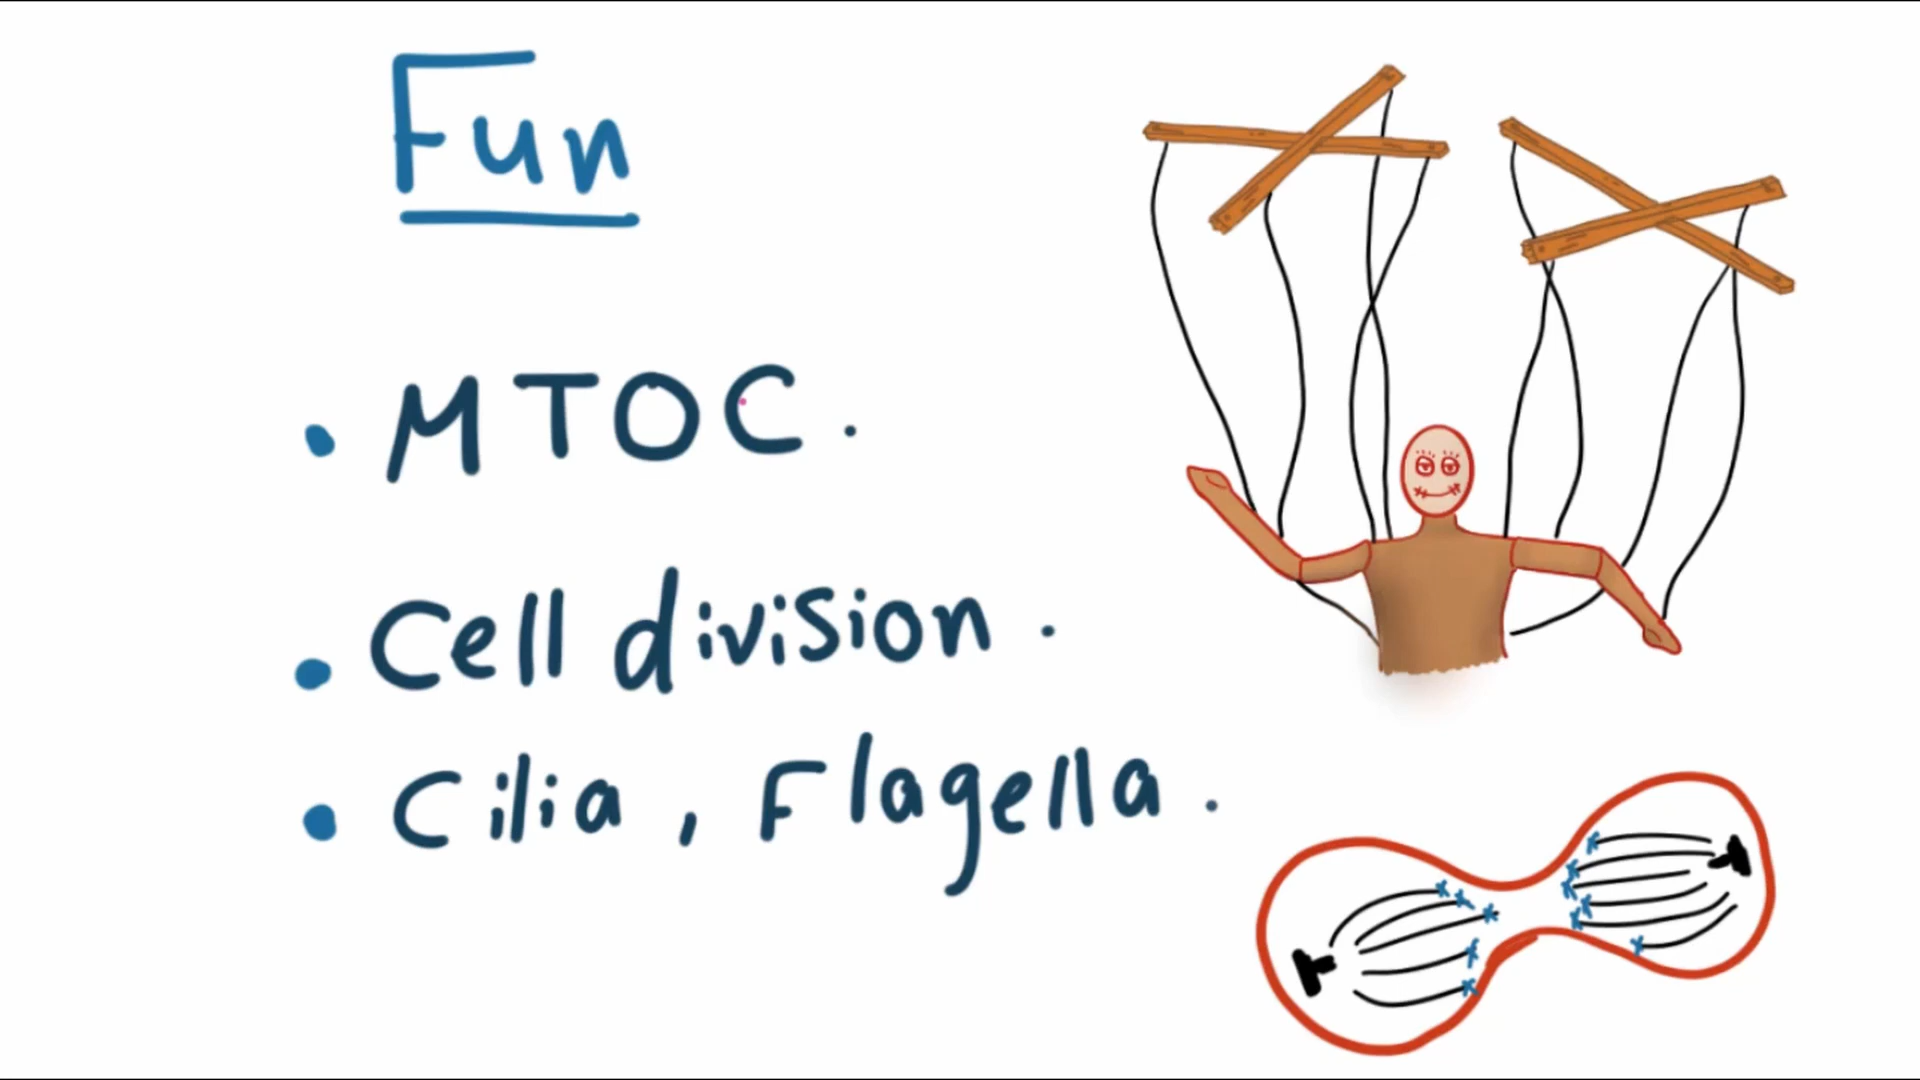 Fun
• MTOC.
• Cell division.
• Cilia, Flagella.